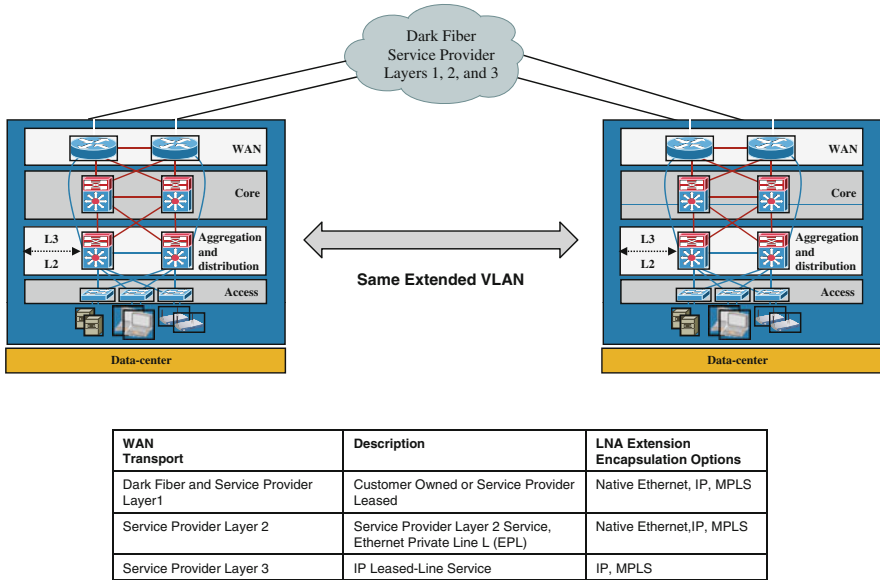 Dark Fiber
Service Provider
Layers 1, 2, and 3
WAN
Core
L3
L2
Aggregation
and
distribution
Access
Data-center
Same Extended VLAN
WAN
Core
L3
L2
Aggregation
and
distribution
Access
Data-center
WAN
Transport
Description
LNA Extension
Encapsulation Options
Dark Fiber and Service Provider
Layer1
Customer Owned or Service Provider
Leased
Native Ethernet, IP, MPLS
Service Provider Layer 2
Service Provider Layer 2 Service,
Ethernet Private Line L (EPL)
Native Ethernet,IP, MPLS
Service Provider Layer 3
IP Leased-Line Service
IP, MPLS